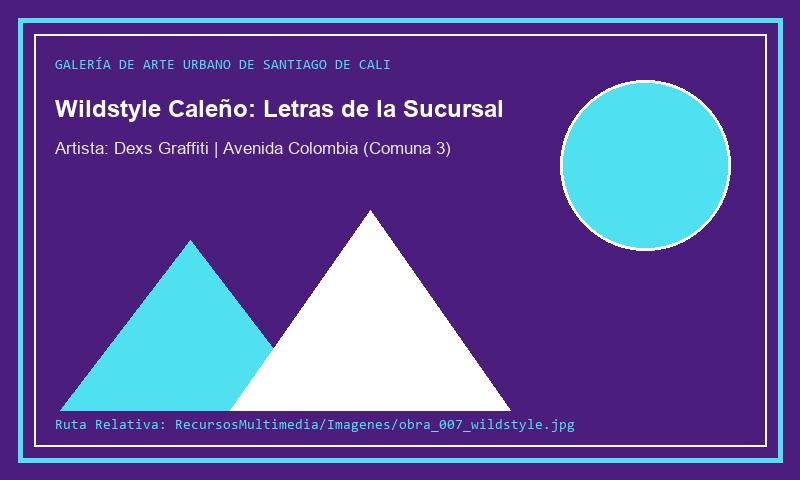 GALERÍA DE ARTE URBANO DE SANTIAGO DE CALI
Wildstyle Caleño: Letras de la Sucursal
Artista: Dexs Graffiti | Avenida Colombia (Comuna 3)
Ruta Relativa: RecursosMultimedia/Imagenes/obra_007_wildstyle.jpg